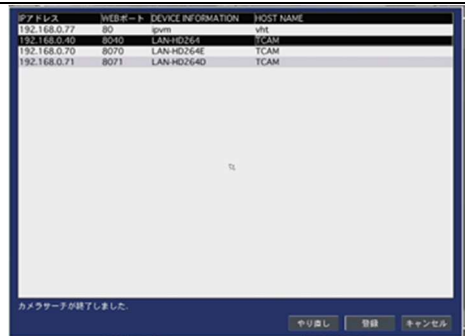 IPアドレス WEBポート DEVICE INFORMATION HOST NAME
192.168.0.77 80 ipvm vht
192.168.0.40 8040 LAN-HD264 TCAM
192.168.0.70 8070 LAN-HD264E TCAM
192.168.0.71 8071 LAN-HD264D TCAM
カメラサーチが終了しました.
やり直し 登録 キャンセル